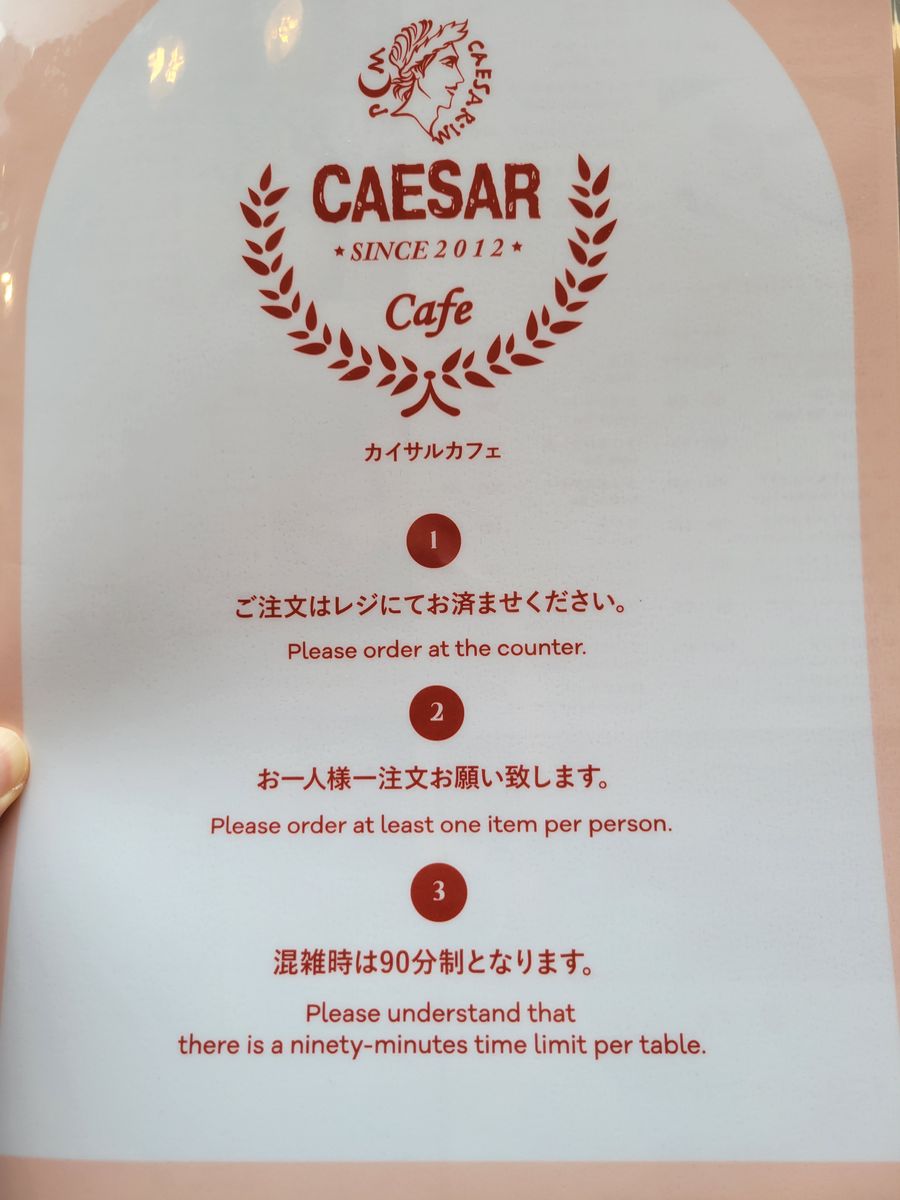 CAESAR.IN
CAESAR
★ SINCE 2012 ★
Cafe
カイサルカフェ
1
ご注文はレジにてお済ませください。
Please order at the counter.
2
お一人様一注文お願い致します。
Please order at least one item per person.
3
混雑時は90分制となります。
Please understand that
there is a ninety-minutes time limit per table.